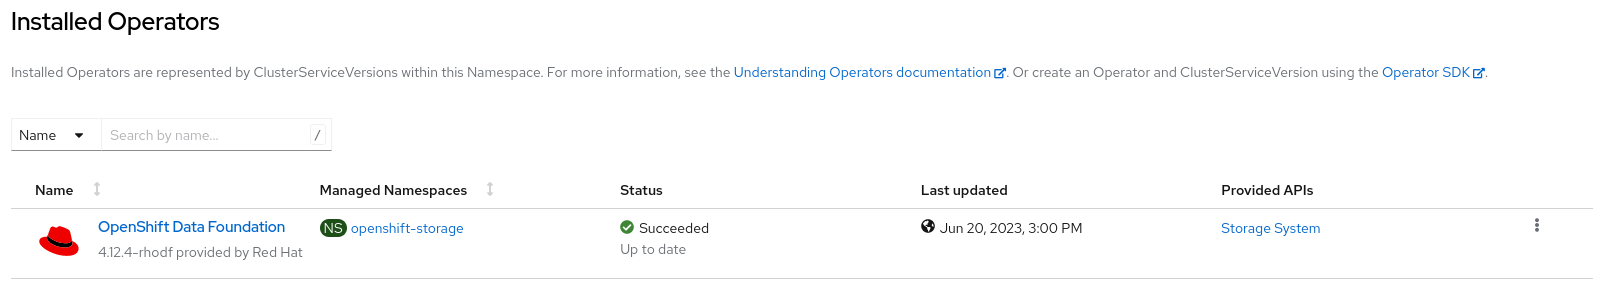 Installed Operators
Installed Operators are represented by ClusterServiceVersions within this Namespace. For more information, see the Understanding Operators documentation. Or create an Operator and ClusterServiceVersion using the Operator SDK.
Name Search by name... /
Name Managed Namespaces Status Last updated Provided APIs
OpenShift Data Foundation NS openshift-storage Succeeded Jun 20, 2023, 3:00 PM Storage System
4.12.4-rhodf provided by Red Hat Up to date